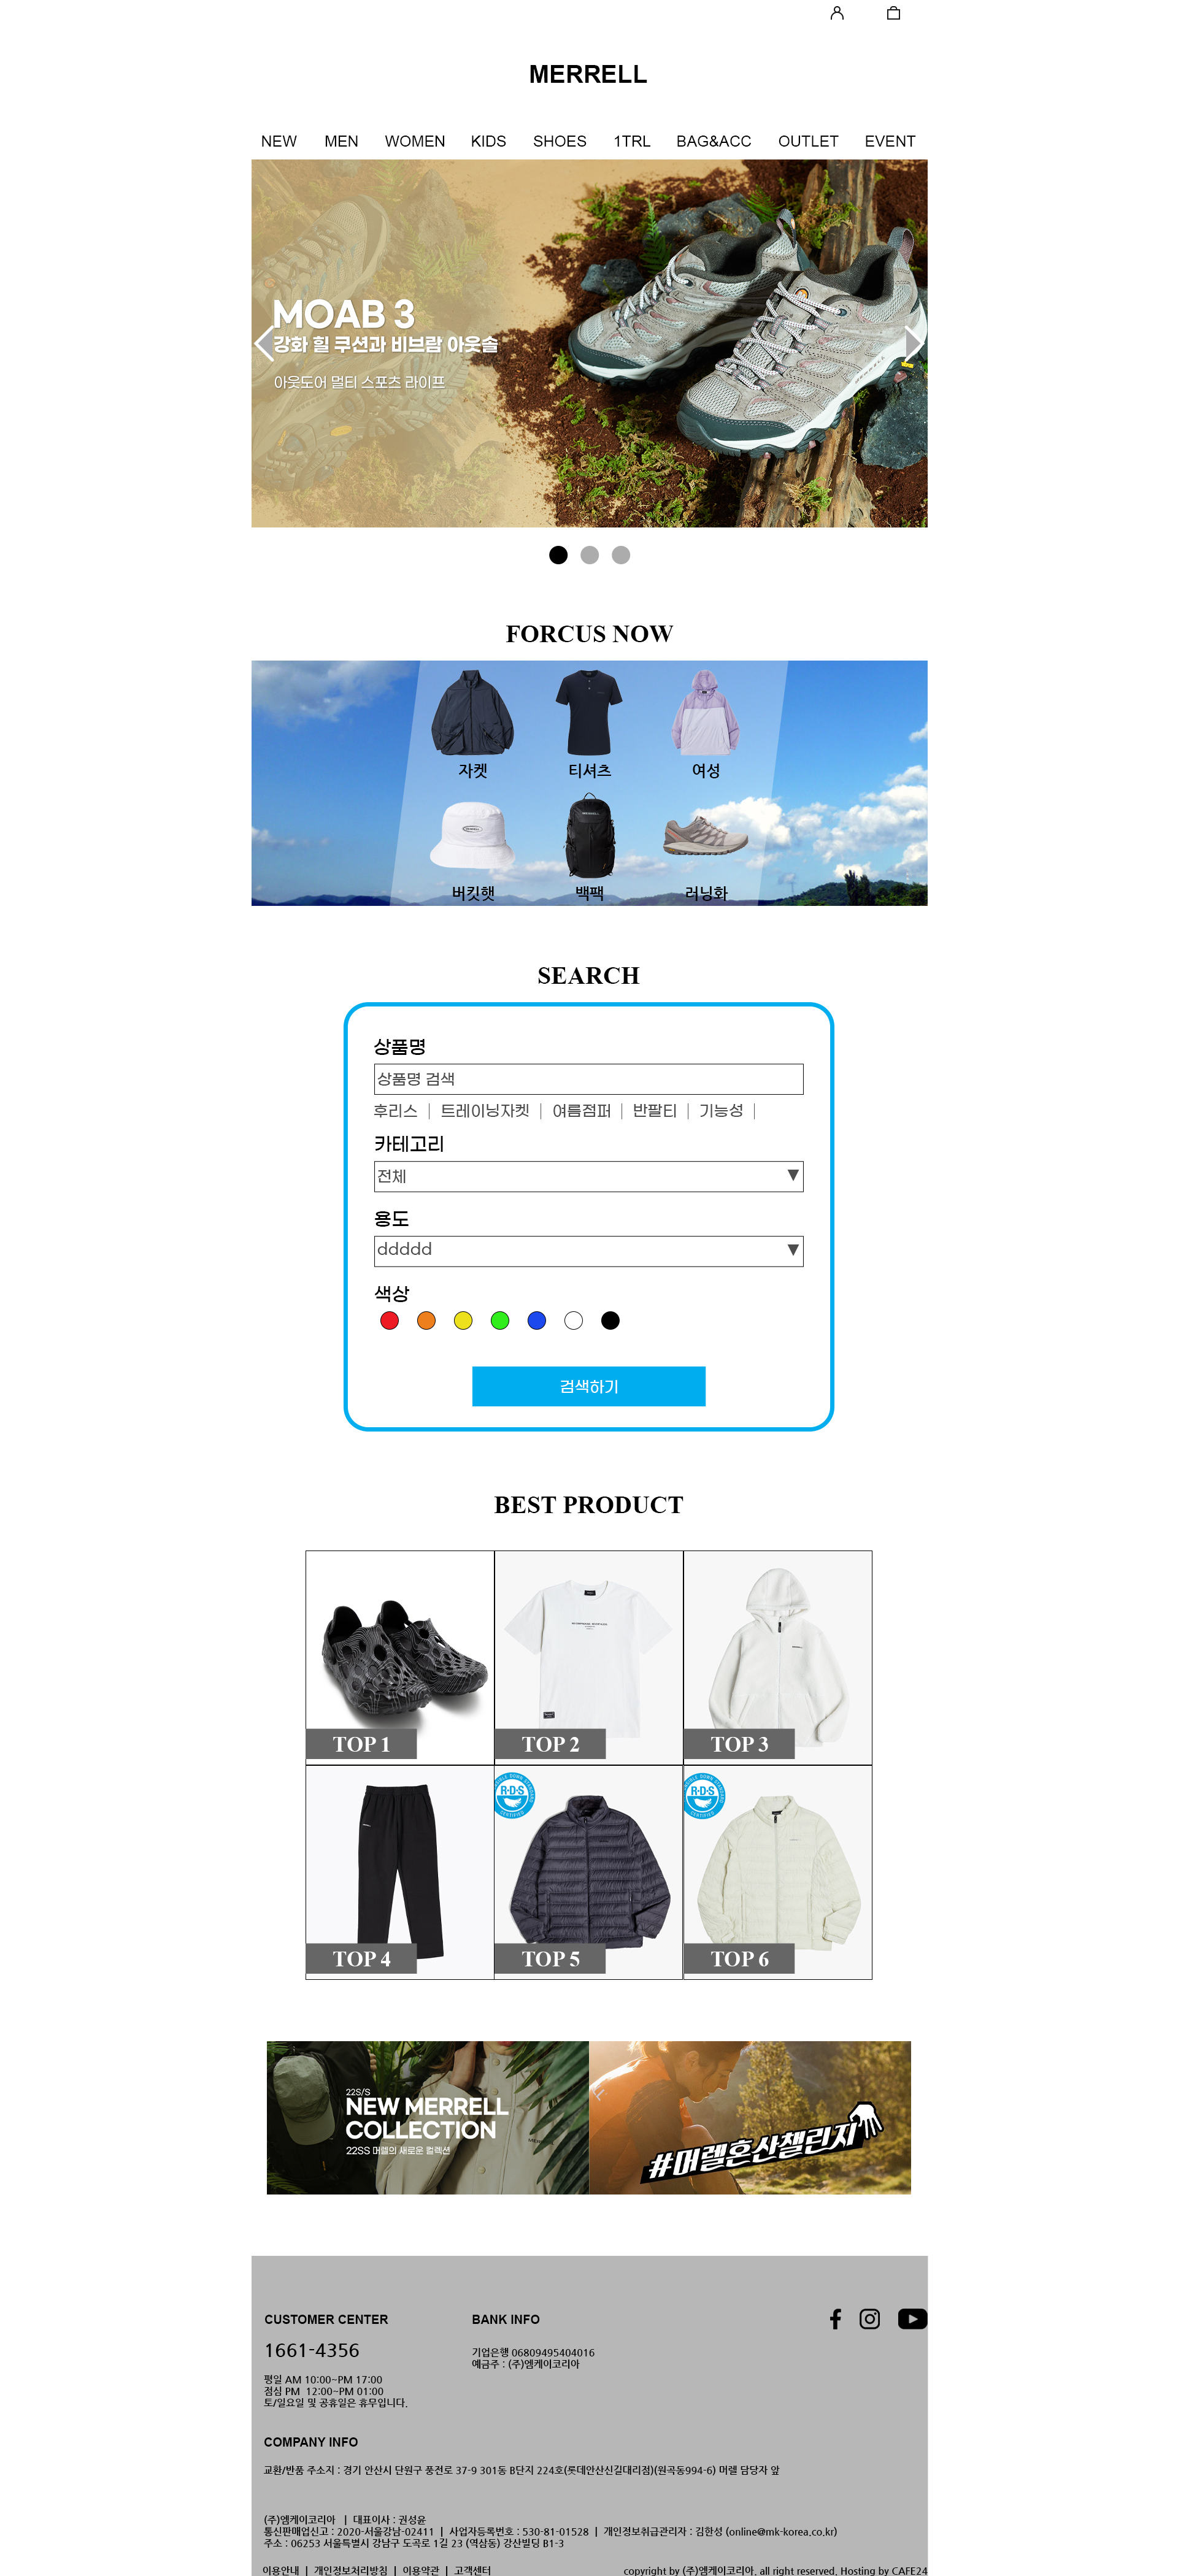 MERRELL
NEW MEN WOMEN KIDS SHOES 1TRL BAG&ACC OUTLET EVENT
MOAB 3
강화 힐 쿠션과 비브람 아웃솔
아웃도어 멀티 스포츠 라이프
FORCUS NOW
자켓 티셔츠 여성
MERRELL MERRELL
버킷햇 백팩 러닝화
SEARCH
상품명
상품명 검색
후리스 | 트레이닝자켓 | 여름점퍼 | 반팔티 | 기능성 |
카테고리
전체 ▼
용도
ddddd ▼
색상
검색하기
BEST PRODUCT
TOP 1 TOP 2 TOP 3
R·D·S R·D·S
CERTIFIED CERTIFIED
TOP 4 TOP 5 TOP 6
22S/S
NEW MERRELL
COLLECTION
22SS 머렐의 새로운 컬렉션
#머렐혼산챌린지
CUSTOMER CENTER
1661-4356
평일 AM 10:00~PM 17:00
점심 PM 12:00~PM 01:00
토/일요일 및 공휴일은 휴무입니다.
BANK INFO
기업은행 06809495404016
예금주 : (주)엠케이코리아
COMPANY INFO
교환/반품 주소지 : 경기 안산시 단원구 풍전로 37-9 301동 B단지 224호(롯데안산신길대리점)(원곡동994-6) 머렐 담당자 앞
(주)엠케이코리아 | 대표이사 : 권성윤
통신판매업신고 : 2020-서울강남-02411 | 사업자등록번호 : 530-81-01528 | 개인정보취급관리자 : 김한성 (online@mk-korea.co.kr)
주소 : 06253 서울특별시 강남구 도곡로 1길 23 (역삼동) 강산빌딩 B1-3
이용안내 | 개인정보처리방침 | 이용약관 | 고객센터
copyright by (주)엠케이코리아. all right reserved. Hosting by CAFE24